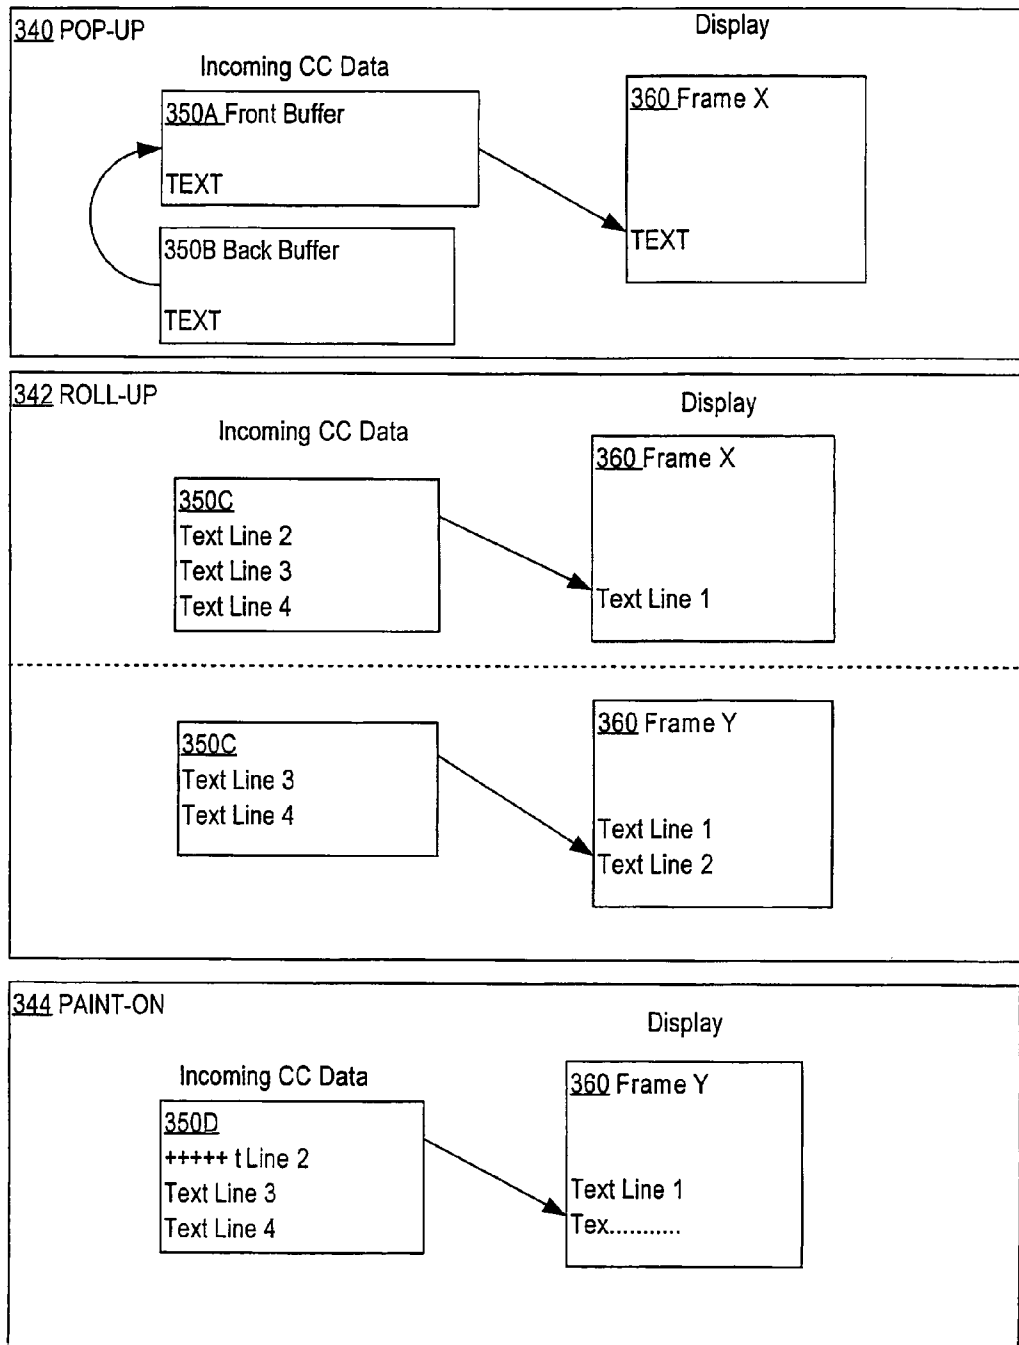 340 POP-UP
Display
Incoming CC Data
350A Front Buffer
TEXT
360 Frame X
TEXT
350B Back Buffer
TEXT
342 ROLL-UP
Display
Incoming CC Data
350C
Text Line 2
Text Line 3
Text Line 4
360 Frame X
Text Line 1
350C
Text Line 3
Text Line 4
360 Frame Y
Text Line 1
Text Line 2
344 PAINT-ON
Display
Incoming CC Data
350D
+++++ t Line 2
Text Line 3
Text Line 4
360 Frame Y
Text Line 1
Tex...........